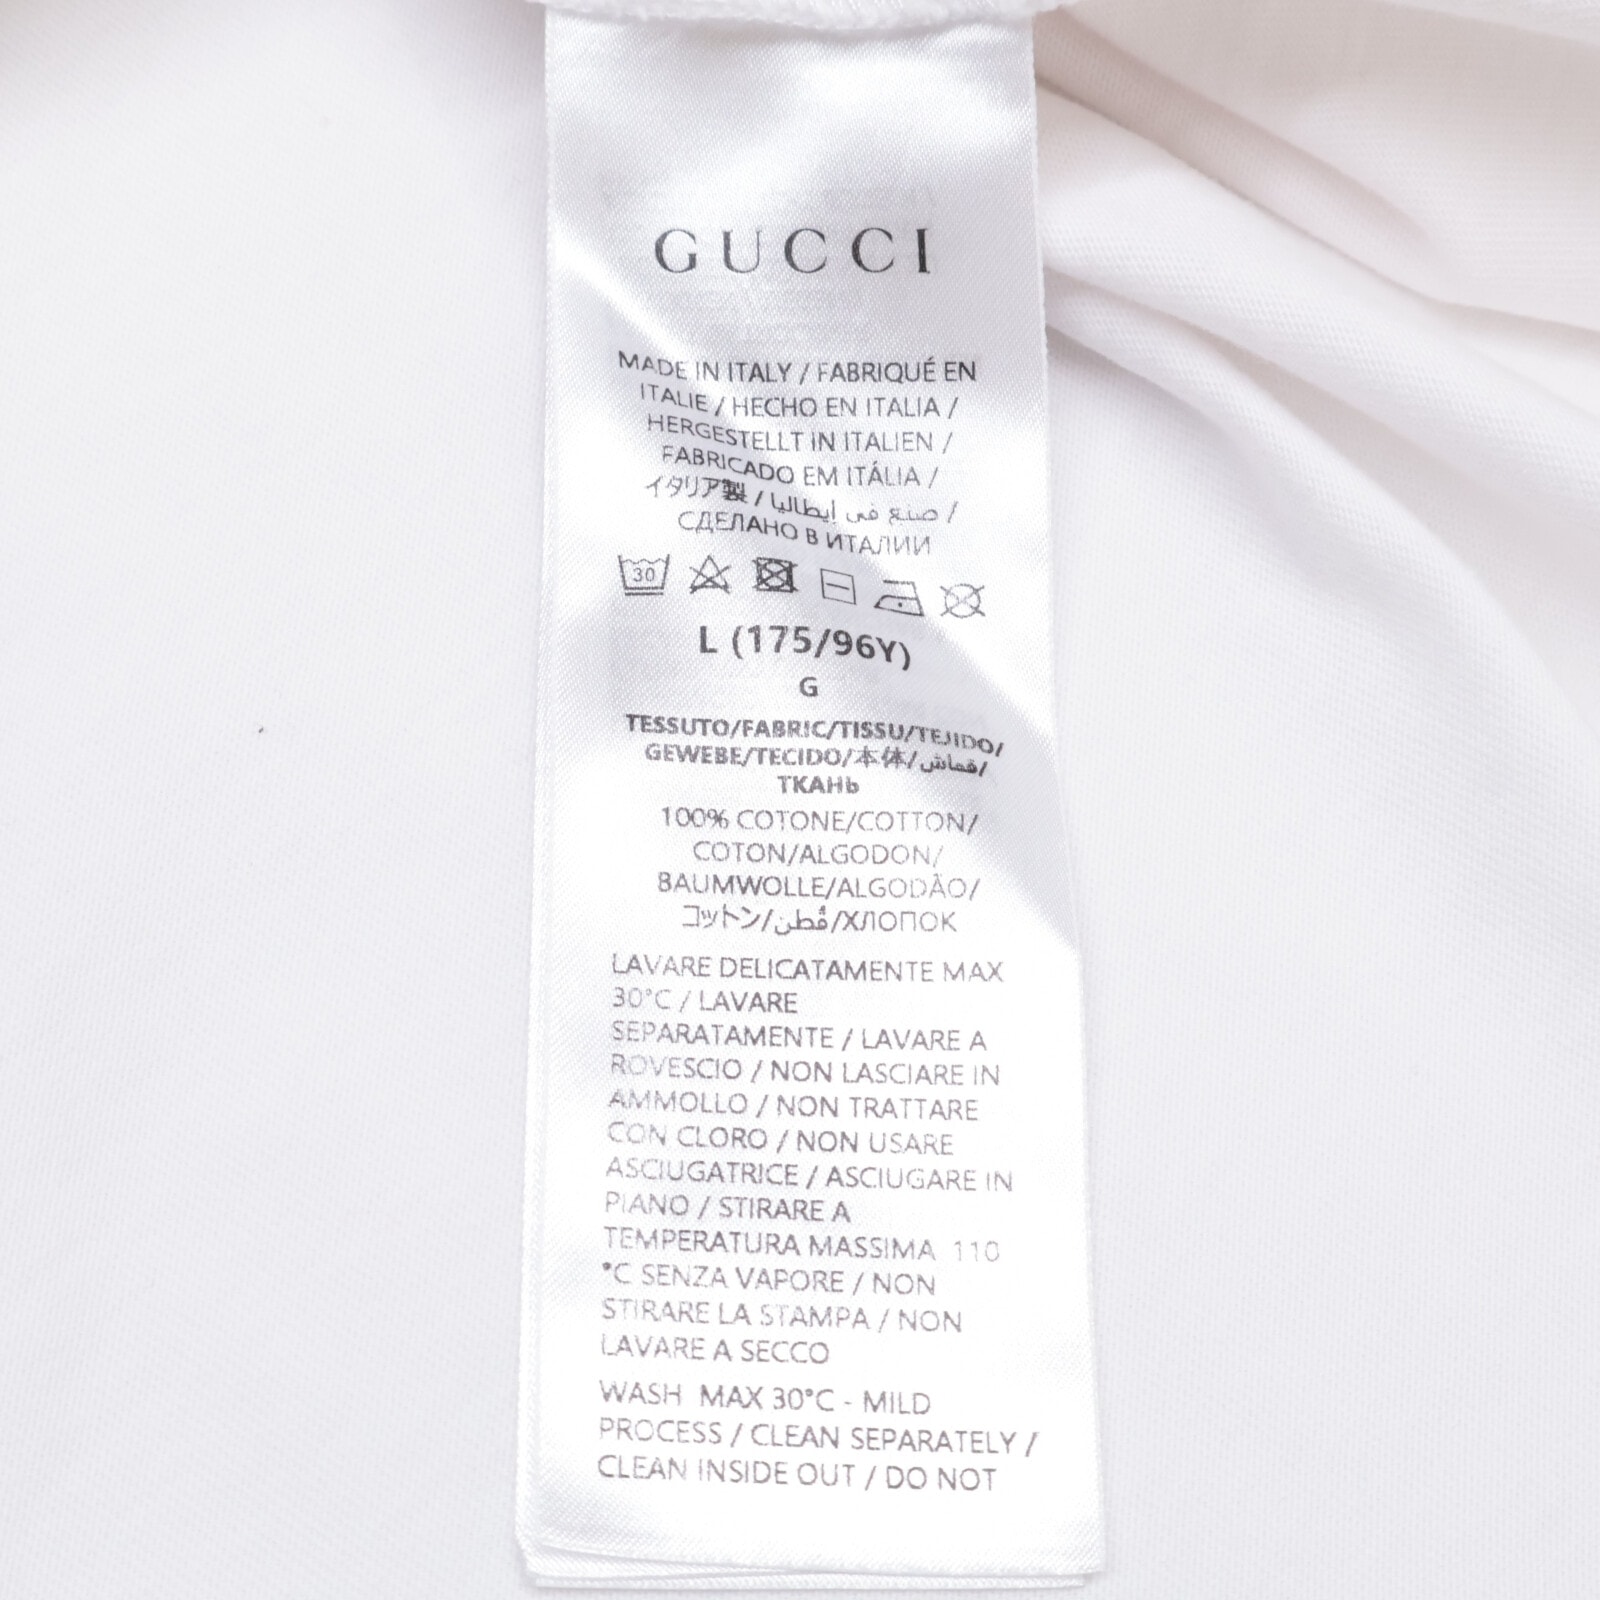 GUCCI
MADE IN ITALY / FABRIQUÉ EN
ITALIE / HECHO EN ITALIA /
HERGESTELLT IN ITALIEN /
FABRICADO EM ITÁLIA /
イタリア製 / صنع في إيطاليا /
СДЕЛАНО В ИТАЛИИ
30
L (175/96Y)
G
TESSUTO/FABRIC/TISSU/TEJIDO/
GEWEBE/TECIDO/本体/قماش/
ТКАНЬ
100% COTONE/COTTON/
COTON/ALGODON/
BAUMWOLLE/ALGODÃO/
コットン/قُطن/ХЛОПОК
LAVARE DELICATAMENTE MAX
30°C / LAVARE
SEPARATAMENTE / LAVARE A
ROVESCIO / NON LASCIARE IN
AMMOLLO / NON TRATTARE
CON CLORO / NON USARE
ASCIUGATRICE / ASCIUGARE IN
PIANO / STIRARE A
TEMPERATURA MASSIMA 110
°C SENZA VAPORE / NON
STIRARE LA STAMPA / NON
LAVARE A SECCO
WASH MAX 30°C - MILD
PROCESS / CLEAN SEPARATELY /
CLEAN INSIDE OUT / DO NOT